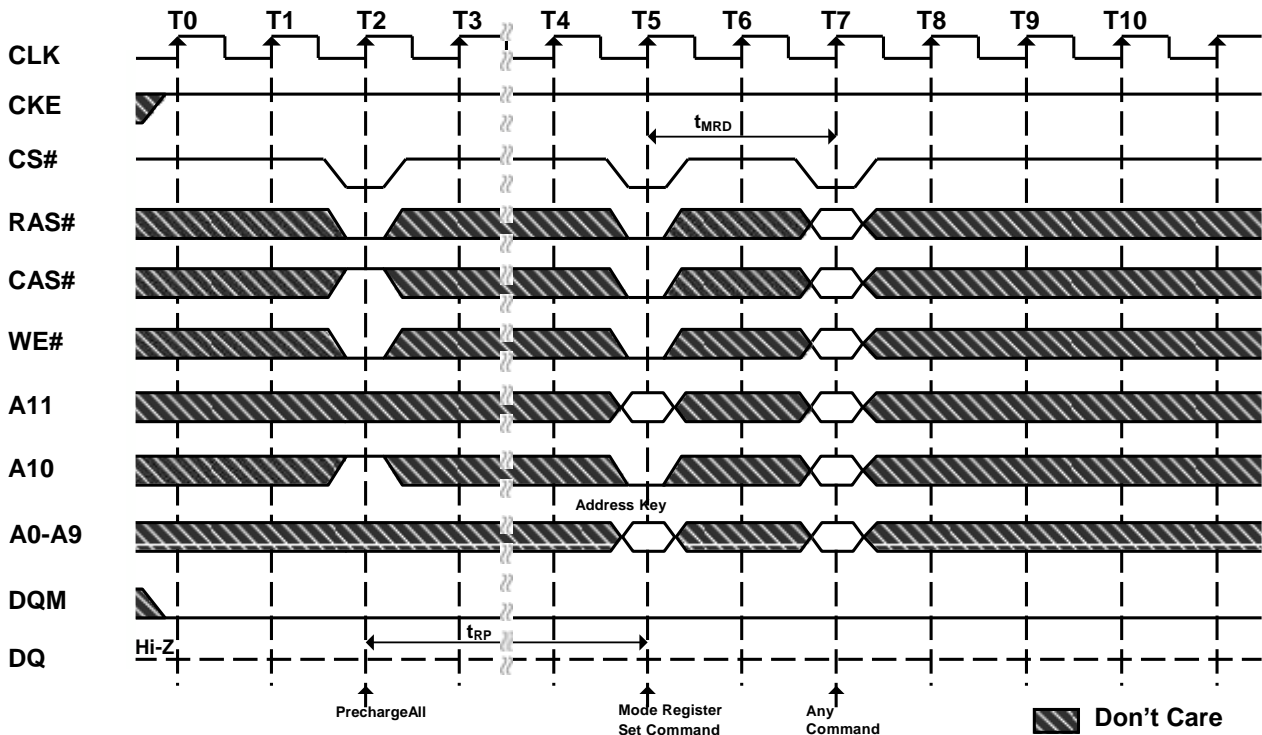 T0 T1 T2 T3 T4 T5 T6 T7 T8 T9 T10
CLK
CKE
tMRD
CS#
RAS#
CAS#
WE#
A11
A10
Address Key
A0-A9
DQM
tRP
Hi-Z
DQ
PrechargeAll
Mode Register
Set Command
Any
Command
Don't Care